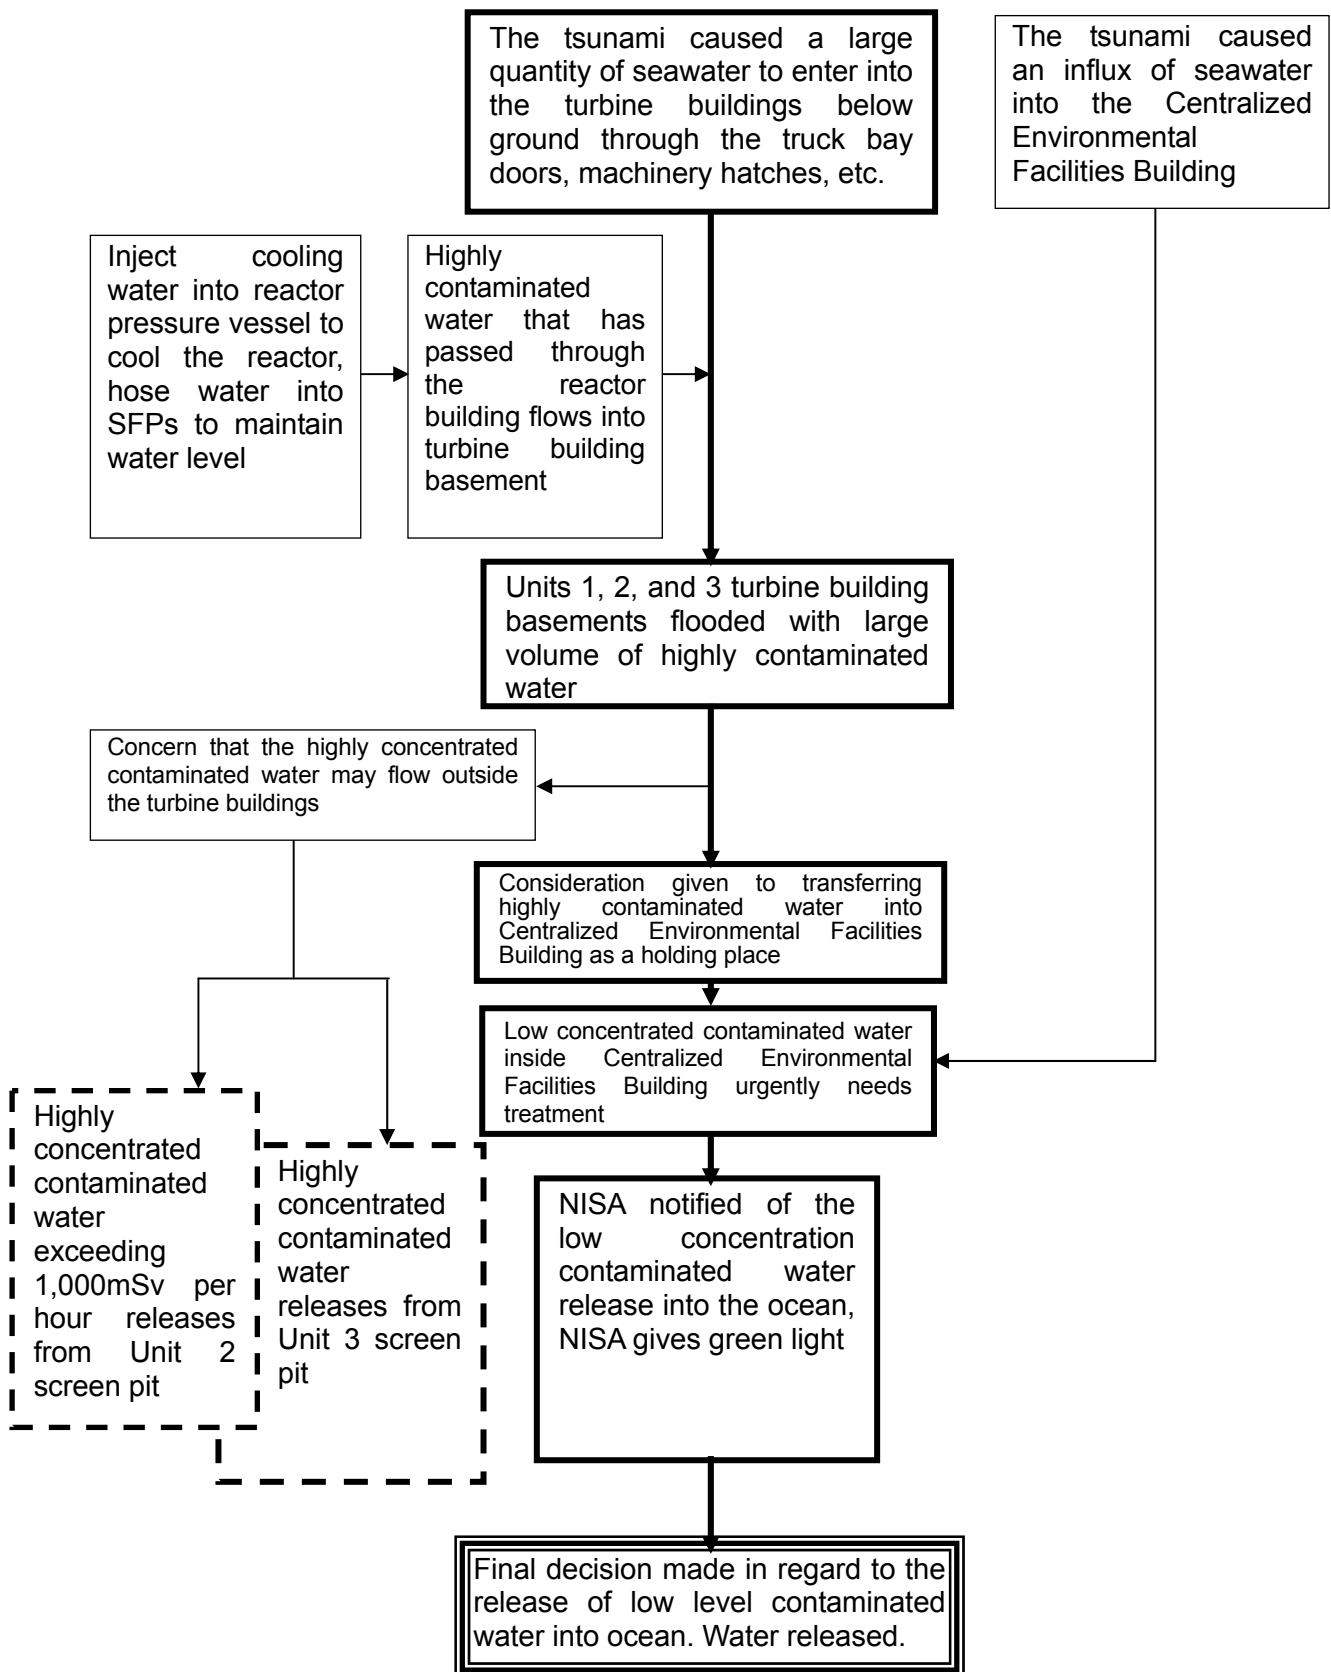 The tsunami caused a large
quantity of seawater to enter into
the turbine buildings below
ground through the truck bay
doors, machinery hatches, etc.
The tsunami caused
an influx of seawater
into the Centralized
Environmental
Facilities Building
Inject cooling
water into reactor
pressure vessel to
cool the reactor,
hose water into
SFPs to maintain
water level
Highly
contaminated
water that has
passed through
the reactor
building flows into
turbine building
basement
Units 1, 2, and 3 turbine building
basements flooded with large
volume of highly contaminated
water
Concern that the highly concentrated
contaminated water may flow outside
the turbine buildings
Consideration given to transferring
highly contaminated water into
Centralized Environmental Facilities
Building as a holding place
Low concentrated contaminated water
inside Centralized Environmental
Facilities Building urgently needs
treatment
Highly
concentrated
contaminated
water
exceeding
1,000mSv per
hour releases
from Unit 2
screen pit
Highly
concentrated
contaminated
water
releases from
Unit 3 screen
pit
NISA notified of the
low concentration
contaminated water
release into the ocean,
NISA gives green light
Final decision made in regard to the
release of low level contaminated
water into ocean. Water released.